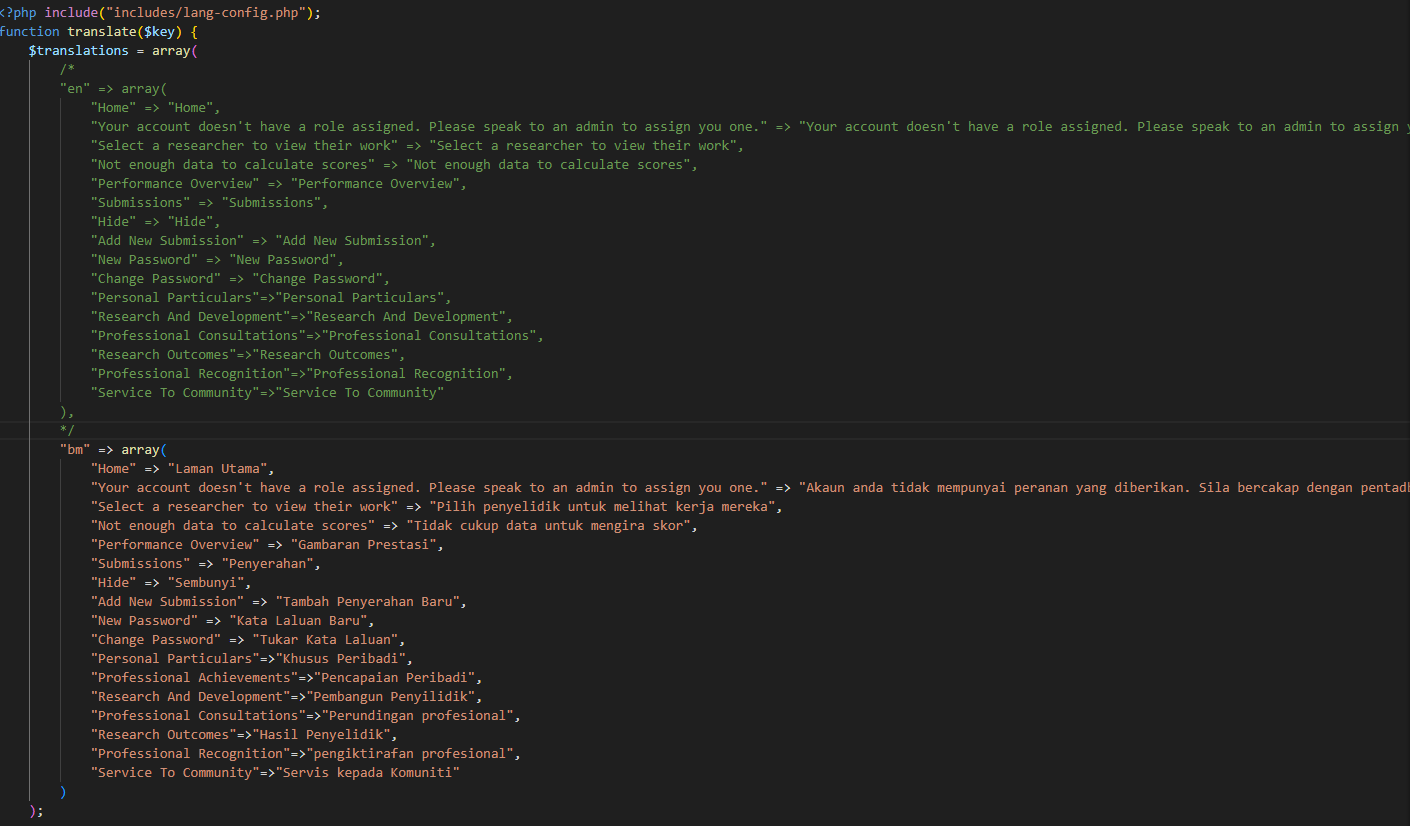 <?php include("includes/lang-config.php");
function translate($key) {
$translations = array(
/*
"en" => array(
"Home" => "Home",
"Your account doesn't have a role assigned. Please speak to an admin to assign you one." => "Your account doesn't have a role assigned. Please speak to an admin to assign
"Select a researcher to view their work" => "Select a researcher to view their work",
"Not enough data to calculate scores" => "Not enough data to calculate scores",
"Performance Overview" => "Performance Overview",
"Submissions" => "Submissions",
"Hide" => "Hide",
"Add New Submission" => "Add New Submission",
"New Password" => "New Password",
"Change Password" => "Change Password",
"Personal Particulars"=>"Personal Particulars",
"Research And Development"=>"Research And Development",
"Professional Consultations"=>"Professional Consultations",
"Research Outcomes"=>"Research Outcomes",
"Professional Recognition"=>"Professional Recognition",
"Service To Community"=>"Service To Community"
),
*/
"bm" => array(
"Home" => "Laman Utama",
"Your account doesn't have a role assigned. Please speak to an admin to assign you one." => "Akaun anda tidak mempunyai peranan yang diberikan. Sila bercakap dengan
"Select a researcher to view their work" => "Pilih penyelidik untuk melihat kerja mereka",
"Not enough data to calculate scores" => "Tidak cukup data untuk mengira skor",
"Performance Overview" => "Gambaran Prestasi",
"Submissions" => "Penyerahan",
"Hide" => "Sembunyi",
"Add New Submission" => "Tambah Penyerahan Baru",
"New Password" => "Kata Laluan Baru",
"Change Password" => "Tukar Kata Laluan",
"Personal Particulars"=>"Khusus Peribadi",
"Professional Achievements"=>"Pencapaian Peribadi",
"Research And Development"=>"Pembangun Penyilidik",
"Professional Consultations"=>"Perundingan profesional",
"Research Outcomes"=>"Hasil Penyelidik",
"Professional Recognition"=>"pengiktirafan profesional",
"Service To Community"=>"Servis kepada Komuniti"
)
);